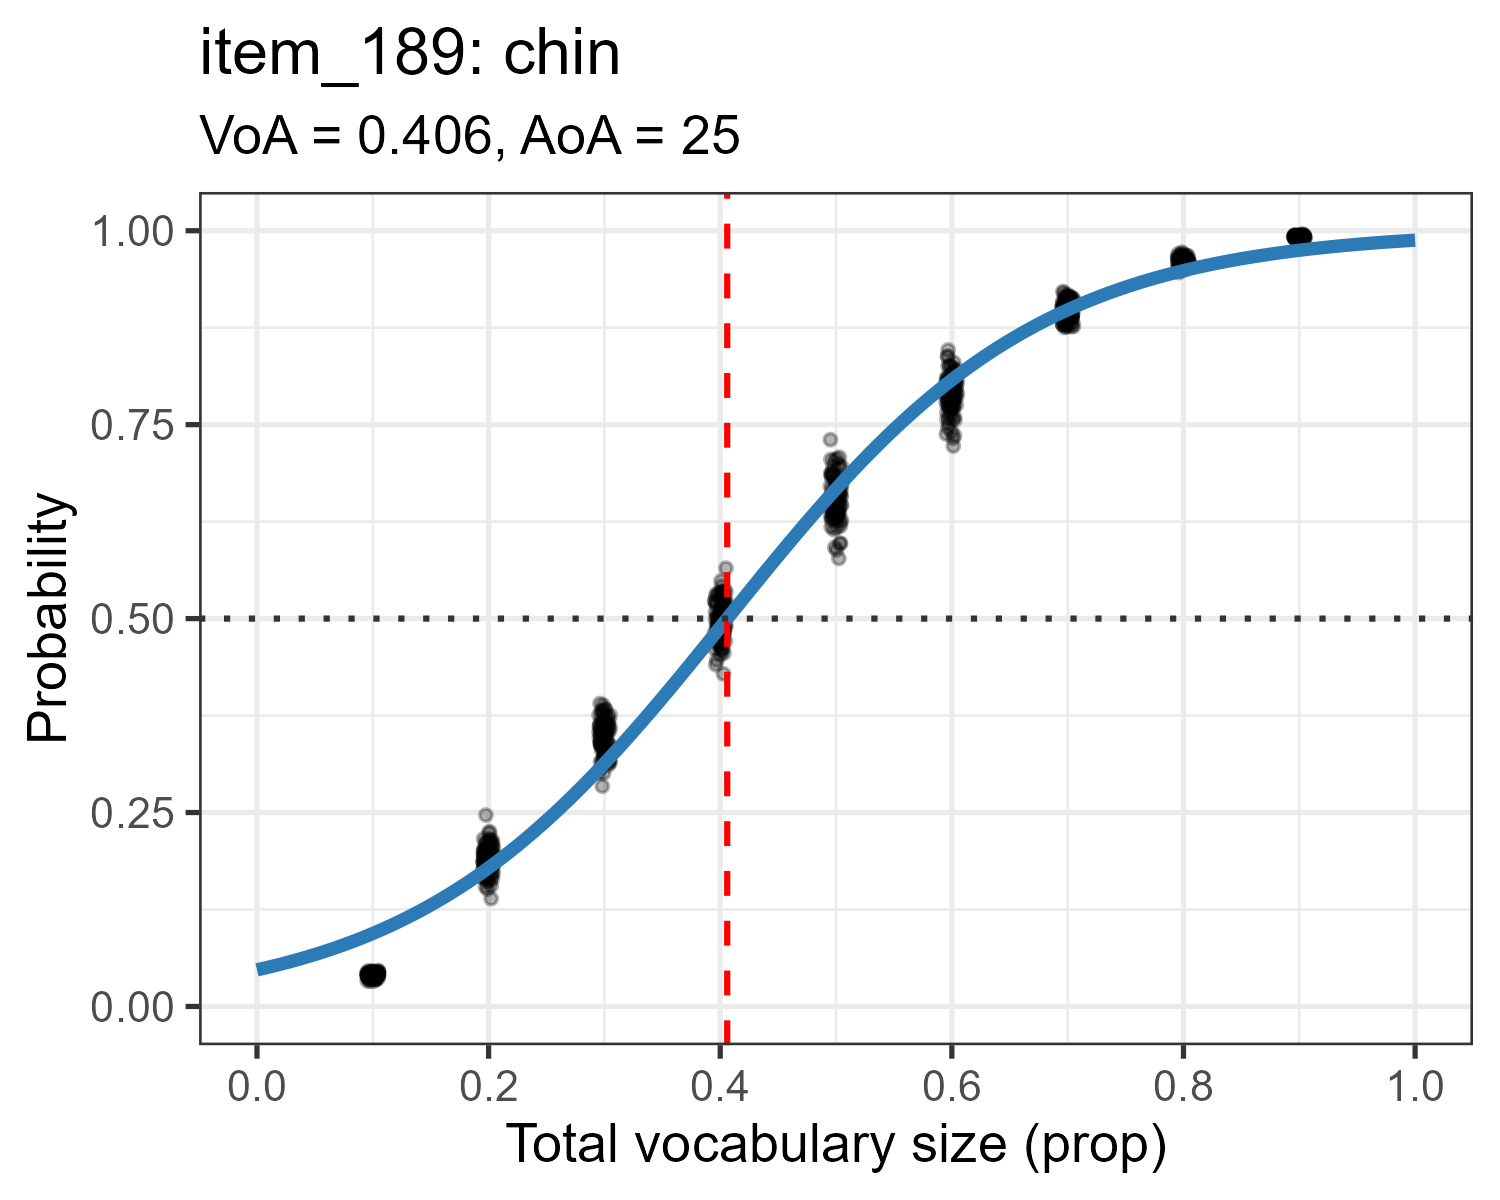 item_189: chin
VoA = 0.406, AoA = 25
1.00
0.75
0.50
0.25
0.00
Probability
0.0 0.2 0.4 0.6 0.8 1.0
Total vocabulary size (prop)